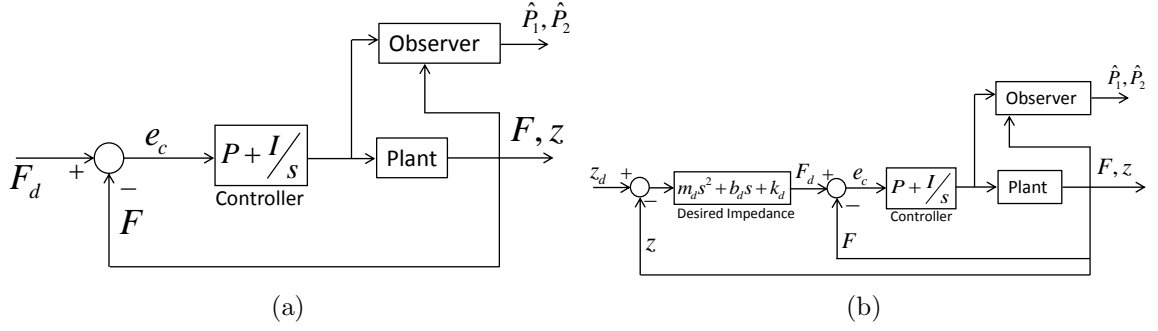 P̂₁, P̂₂
Observer
F_d
+
−
e_c
P + I/s
Controller
Plant
F, z
F
(a)
P̂₁, P̂₂
Observer
z_d
+
−
m_d s² + b_d s + k_d
Desired Impedance
F_d
+
−
e_c
P + I/s
Controller
Plant
F, z
z
F
(b)